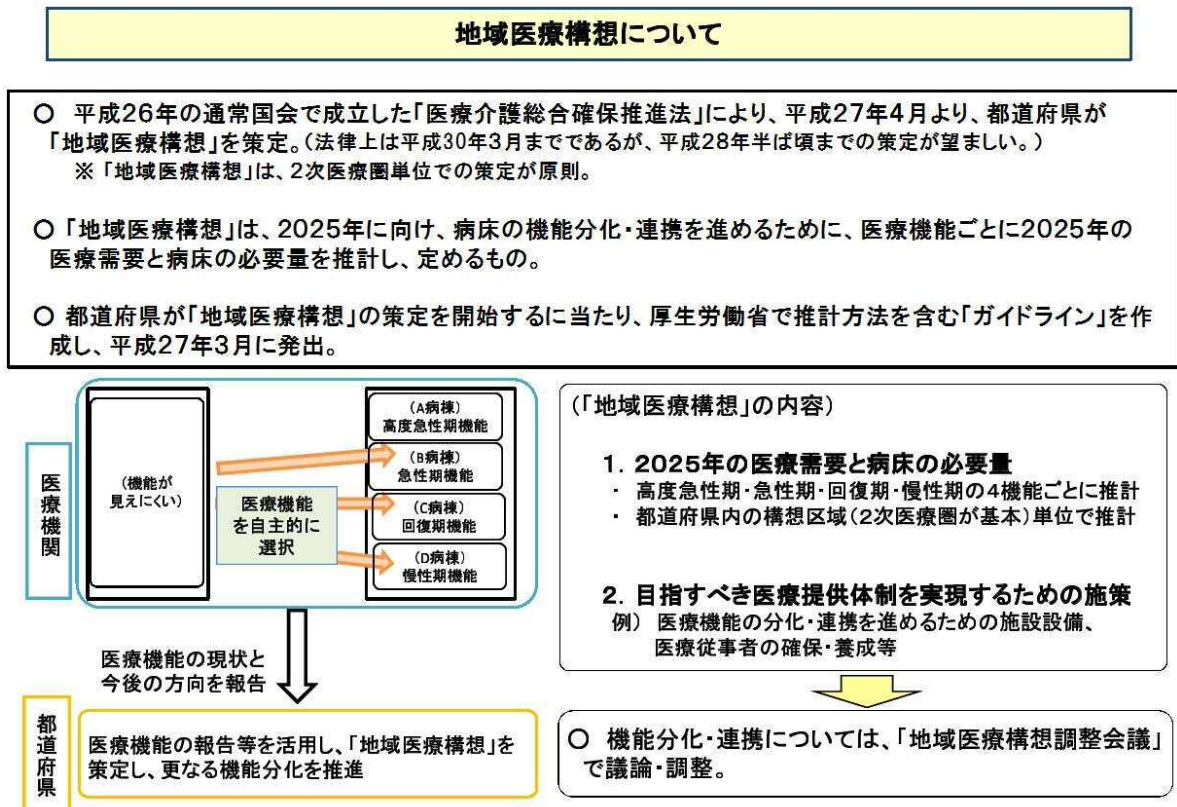 地域医療構想について
○ 平成26年の通常国会で成立した「医療介護総合確保推進法」により、平成27年4月より、都道府県が
「地域医療構想」を策定。(法律上は平成30年3月までであるが、平成28年半ば頃までの策定が望ましい。)
※ 「地域医療構想」は、2次医療圏単位での策定が原則。
○ 「地域医療構想」は、2025年に向け、病床の機能分化・連携を進めるために、医療機能ごとに2025年の
医療需要と病床の必要量を推計し、定めるもの。
○ 都道府県が「地域医療構想」の策定を開始するに当たり、厚生労働省で推計方法を含む「ガイドライン」を作
成し、平成27年3月に発出。
医療機関
(機能が
見えにくい)
医療機能
を自主的に
選択
(A病棟)
高度急性期機能
(B病棟)
急性期機能
(C病棟)
回復期機能
(D病棟)
慢性期機能
医療機能の現状と
今後の方向を報告
都道府県
医療機能の報告等を活用し、「地域医療構想」を
策定し、更なる機能分化を推進
(「地域医療構想」の内容)
1. 2025年の医療需要と病床の必要量
・ 高度急性期・急性期・回復期・慢性期の4機能ごとに推計
・ 都道府県内の構想区域(2次医療圏が基本)単位で推計
2. 目指すべき医療提供体制を実現するための施策
例) 医療機能の分化・連携を進めるための施設設備、
医療従事者の確保・養成等
○ 機能分化・連携については、「地域医療構想調整会議」
で議論・調整。